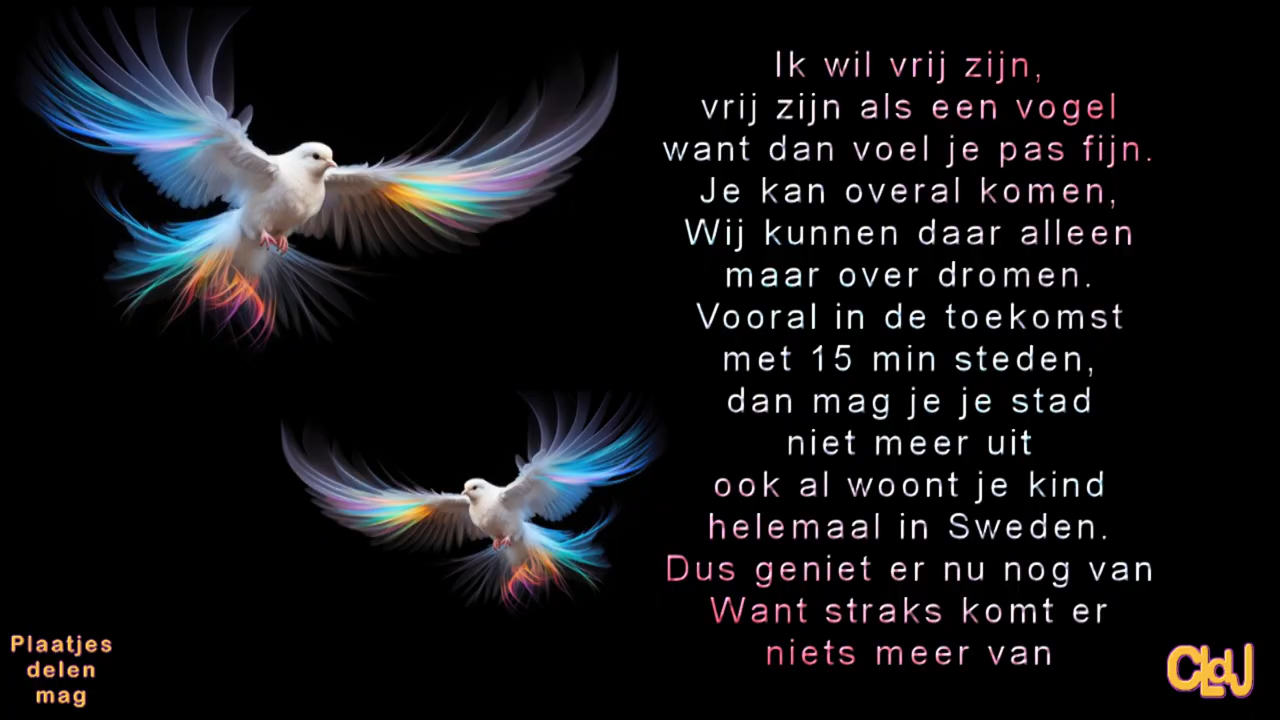 Ik wil vrij zijn,
vrij zijn als een vogel
want dan voel je pas fijn.
Je kan overal komen,
Wij kunnen daar alleen
maar over dromen.
Vooral in de toekomst
met 15 min steden,
dan mag je je stad
niet meer uit
ook al woont je kind
helemaal in Sweden.
Dus geniet er nu nog van
Want straks komt er
niets meer van
Plaatjes
delen
mag
CLdJ